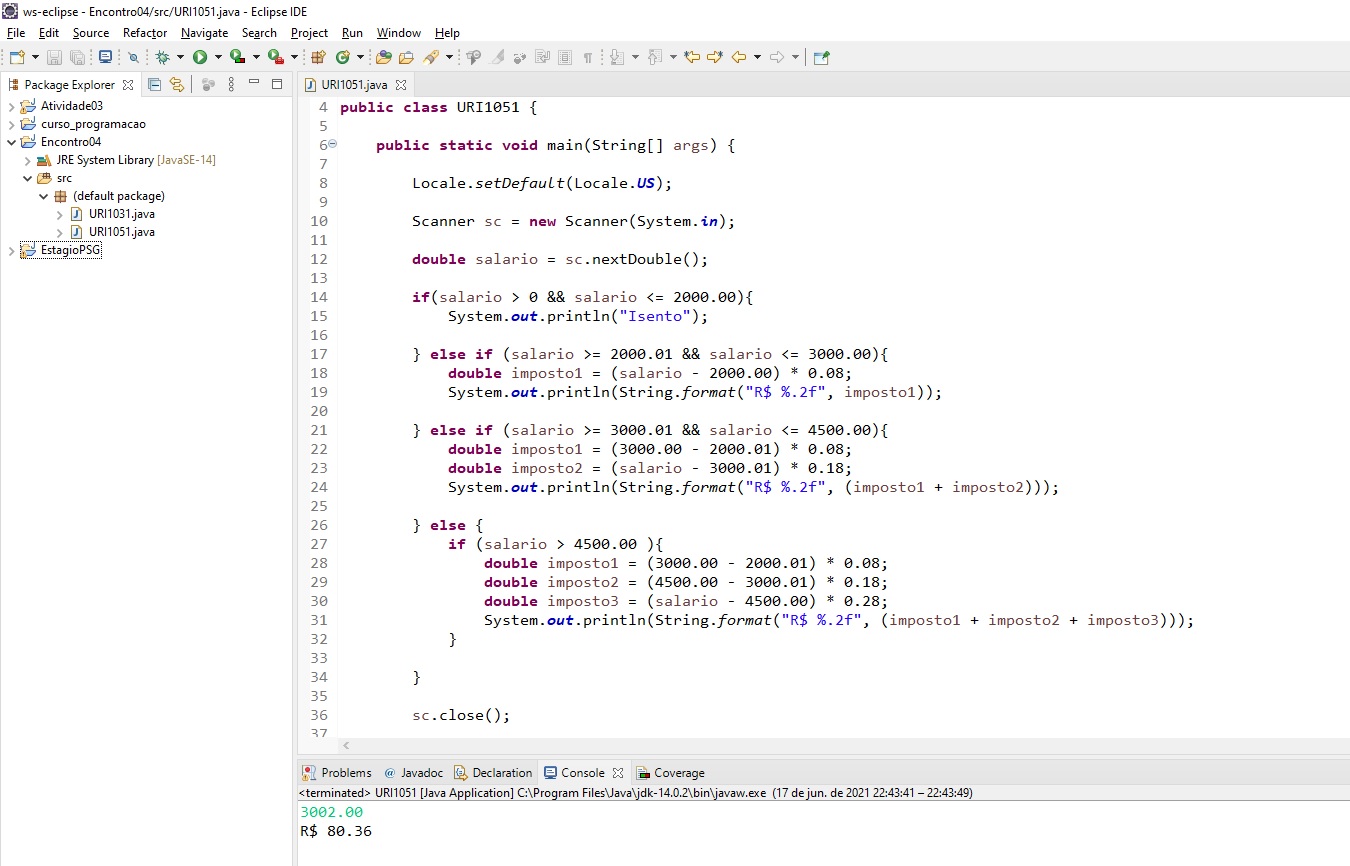 ws-eclipse - Encontro04/src/URI1051.java - Eclipse IDE
File Edit Source Refactor Navigate Search Project Run Window Help
Package Explorer
Atividade03
curso_programacao
Encontro04
JRE System Library [JavaSE-14]
src
(default package)
URI1031.java
URI1051.java
EstagioPSG
URI1051.java
4 public class URI1051 {
5
6 public static void main(String[] args) {
7
8 Locale.setDefault(Locale.US);
9
10 Scanner sc = new Scanner(System.in);
11
12 double salario = sc.nextDouble();
13
14 if(salario > 0 && salario <= 2000.00){
15 System.out.println("Isento");
16
17 } else if (salario >= 2000.01 && salario <= 3000.00){
18 double imposto1 = (salario - 2000.00) * 0.08;
19 System.out.println(String.format("R$ %.2f", imposto1));
20
21 } else if (salario >= 3000.01 && salario <= 4500.00){
22 double imposto1 = (3000.00 - 2000.01) * 0.08;
23 double imposto2 = (salario - 3000.01) * 0.18;
24 System.out.println(String.format("R$ %.2f", (imposto1 + imposto2)));
25
26 } else {
27 if (salario > 4500.00 ){
28 double imposto1 = (3000.00 - 2000.01) * 0.08;
29 double imposto2 = (4500.00 - 3000.01) * 0.18;
30 double imposto3 = (salario - 4500.00) * 0.28;
31 System.out.println(String.format("R$ %.2f", (imposto1 + imposto2 + imposto3)));
32 }
33
34 }
35
36 sc.close();
37
Problems @ Javadoc Declaration Console Coverage
<terminated> URI1051 [Java Application] C:\Program Files\Java\jdk-14.0.2\bin\javaw.exe (17 de jun. de 2021 22:43:41 – 22:43:49)
3002.00
R$ 80.36